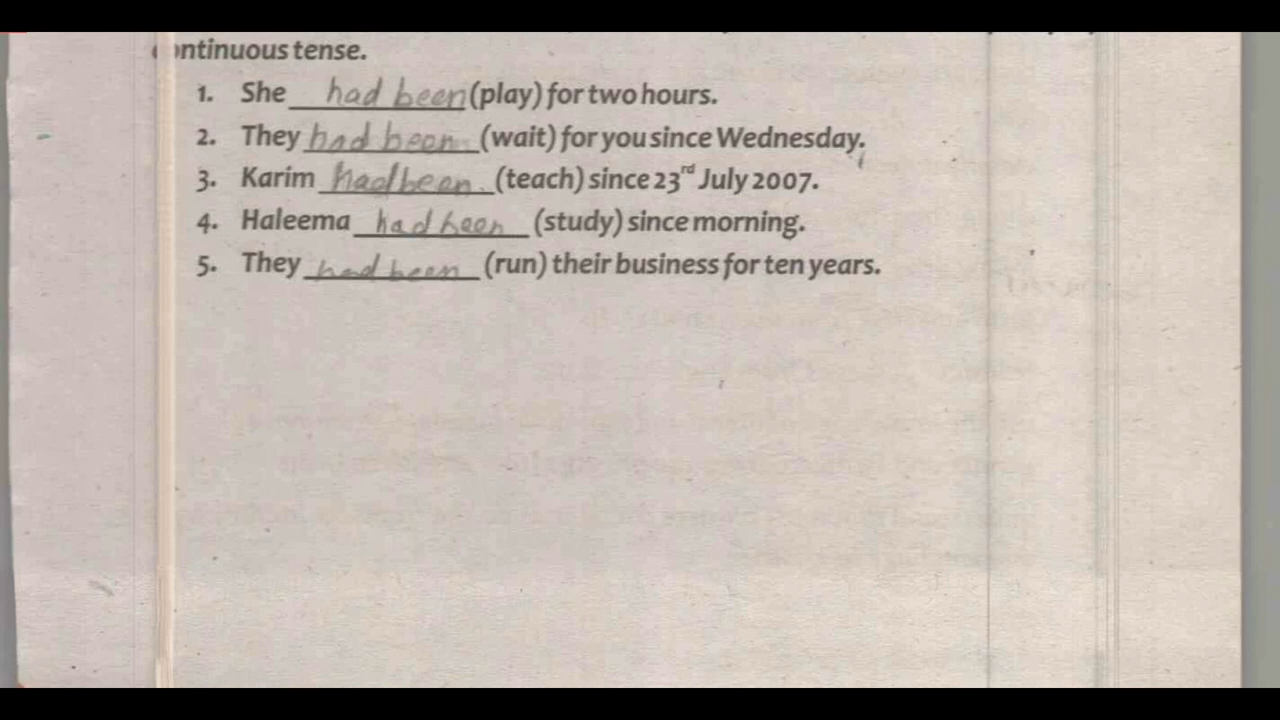 ontinuous tense.
1. She had been (play) for two hours.
2. They had been (wait) for you since Wednesday.
3. Karim had been (teach) since 23rd July 2007.
4. Haleema had been (study) since morning.
5. They had been (run) their business for ten years.